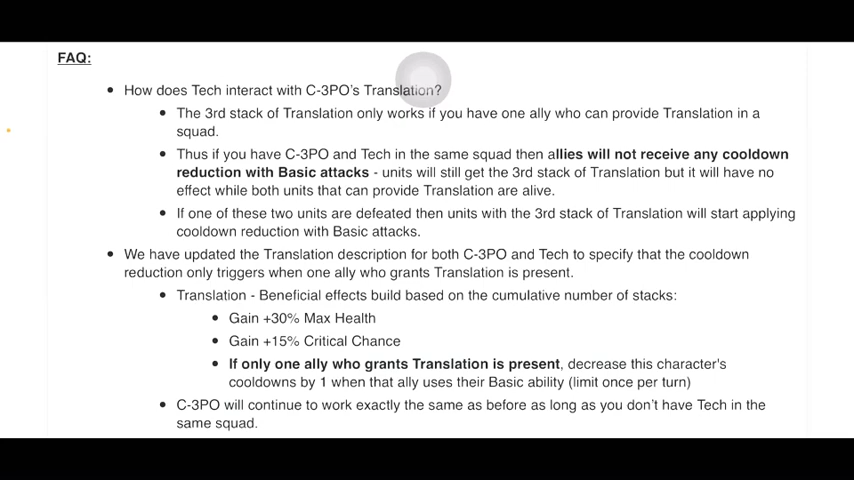 FAQ:
How does Tech interact with C-3PO's Translation?
The 3rd stack of Translation only works if you have one ally who can provide Translation in a
squad.
Thus if you have C-3PO and Tech in the same squad then allies will not receive any cooldown
reduction with Basic attacks - units will still get the 3rd stack of Translation but it will have no
effect while both units that can provide Translation are alive.
If one of these two units are defeated then units with the 3rd stack of Translation will start applying
cooldown reduction with Basic attacks.
We have updated the Translation description for both C-3PO and Tech to specify that the cooldown
reduction only triggers when one ally who grants Translation is present.
Translation - Beneficial effects build based on the cumulative number of stacks:
Gain +30% Max Health
Gain +15% Critical Chance
If only one ally who grants Translation is present, decrease this character's
cooldowns by 1 when that ally uses their Basic ability (limit once per turn)
C-3PO will continue to work exactly the same as before as long as you don't have Tech in the
same squad.